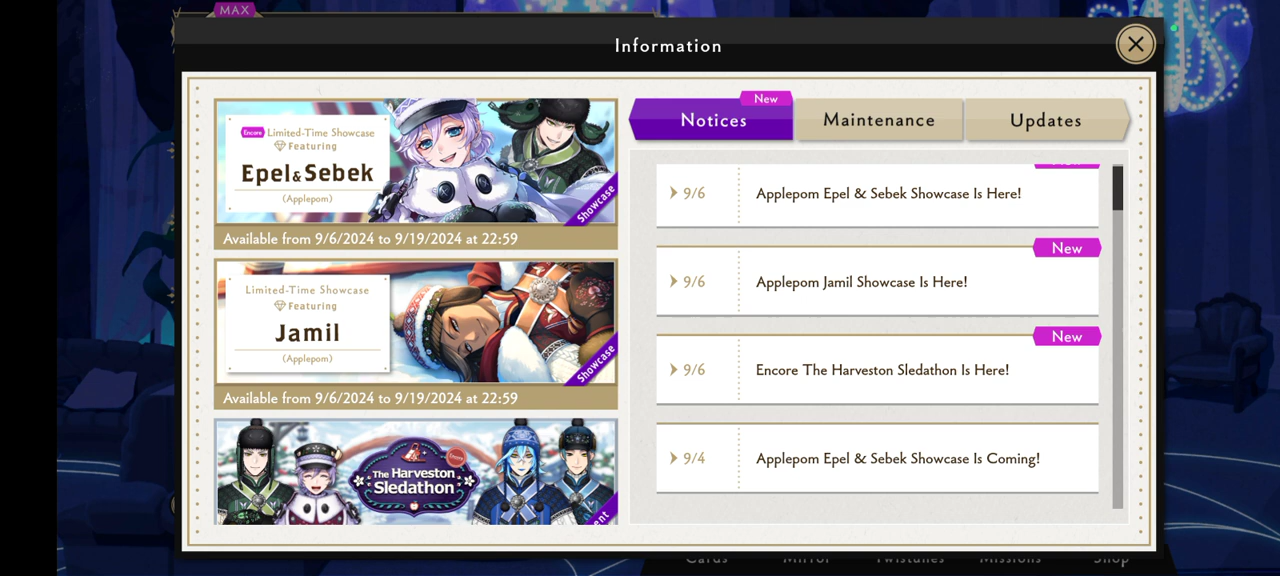 MAX
Information
Encore Limited-Time Showcase
Featuring
Epel & Sebek
(Applepom)
Showcase
Available from 9/6/2024 to 9/19/2024 at 22:59
Limited-Time Showcase
Featuring
Jamil
(Applepom)
Showcase
Available from 9/6/2024 to 9/19/2024 at 22:59
The Harveston
Sledathon
New
Notices
Maintenance
Updates
9/6
Applepom Epel & Sebek Showcase Is Here!
New
9/6
Applepom Jamil Showcase Is Here!
New
9/6
Encore The Harveston Sledathon Is Here!
9/4
Applepom Epel & Sebek Showcase Is Coming!
Cards
Mirror
Twistunes
Missions
Shop